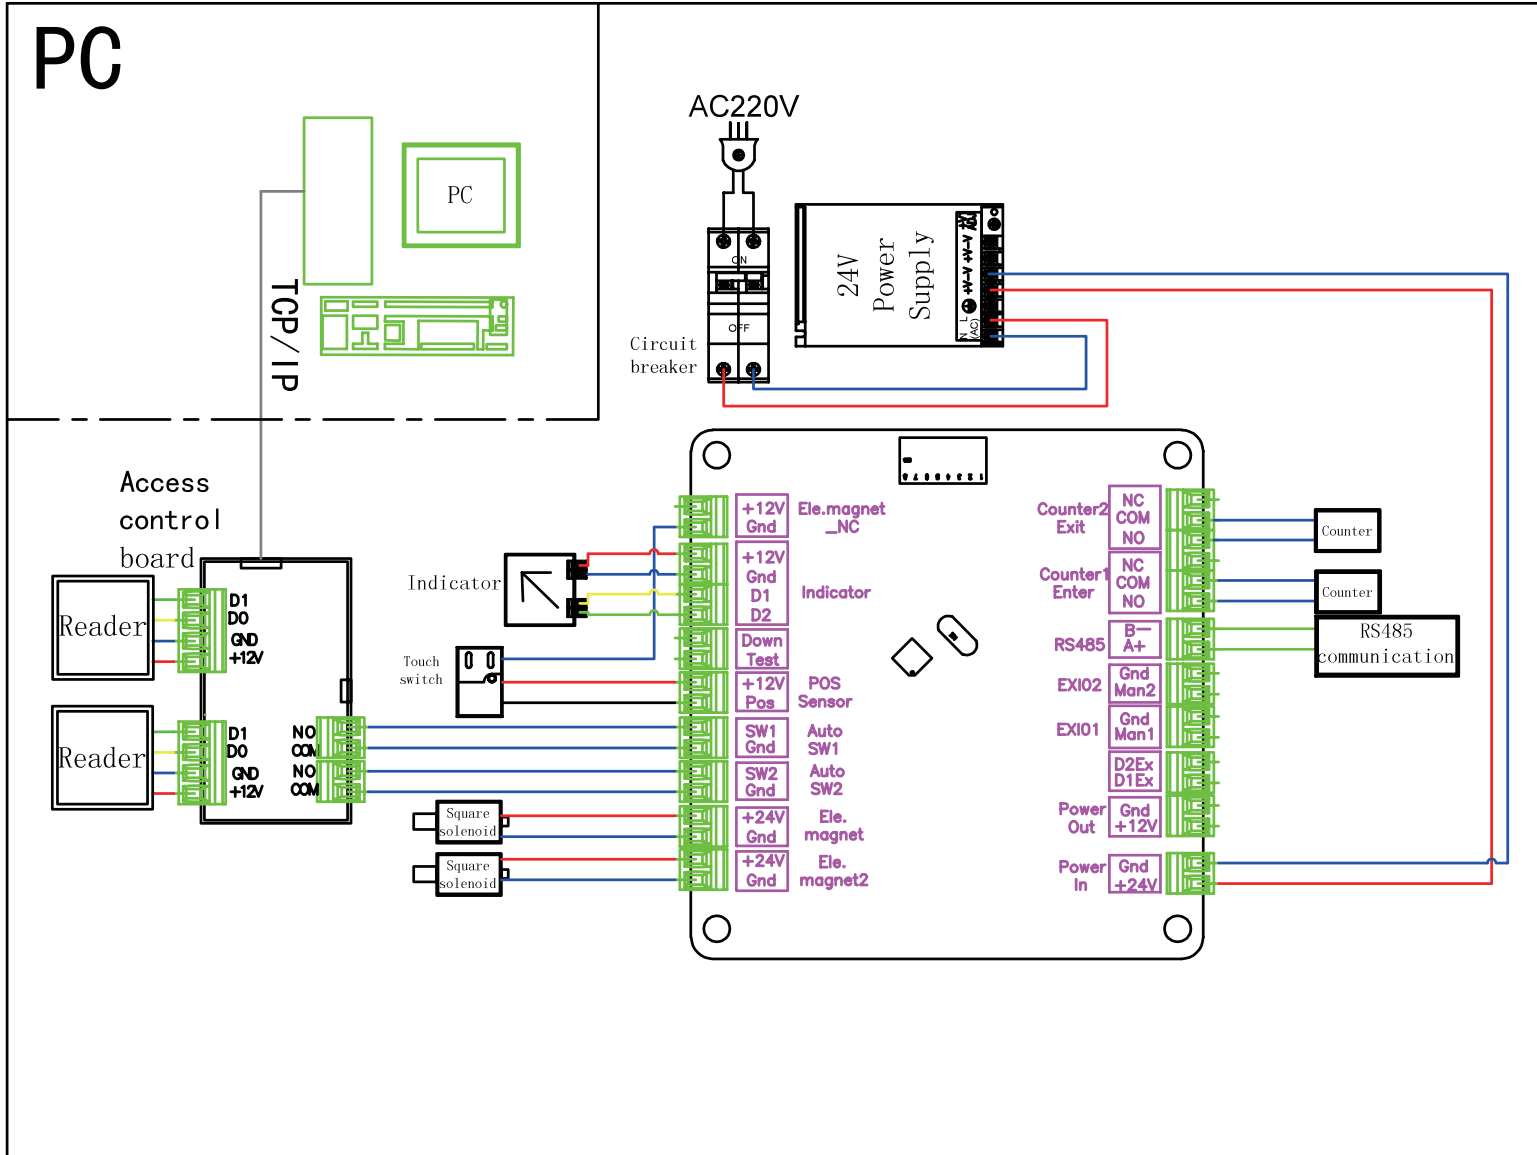 PC
PC
TCP/IP
AC220V
ON
OFF
Circuit
breaker
24V
Power
Supply
N L
(AC)
Access
control
board
Reader
D1
D0
GND
+12V
Reader
D1
D0
GND
+12V
NO
COM
NO
COM
Indicator
Touch
switch
Square
solenoid
Square
solenoid
+12V
Gnd
Ele.magnet
_NC
+12V
Gnd
D1
D2
Indicator
Down
Test
+12V
Pos
POS
Sensor
SW1
Gnd
Auto
SW1
SW2
Gnd
Auto
SW2
+24V
Gnd
Ele.
magnet
+24V
Gnd
Ele.
magnet2
Counter2
Exit
NC
COM
NO
Counter1
Enter
NC
COM
NO
RS485
B—
A+
EXIO2
Gnd
Man2
EXIO1
Gnd
Man1
D2Ex
D1Ex
Power
Out
Gnd
+12V
Power
In
Gnd
+24V
Counter
Counter
RS485
communication